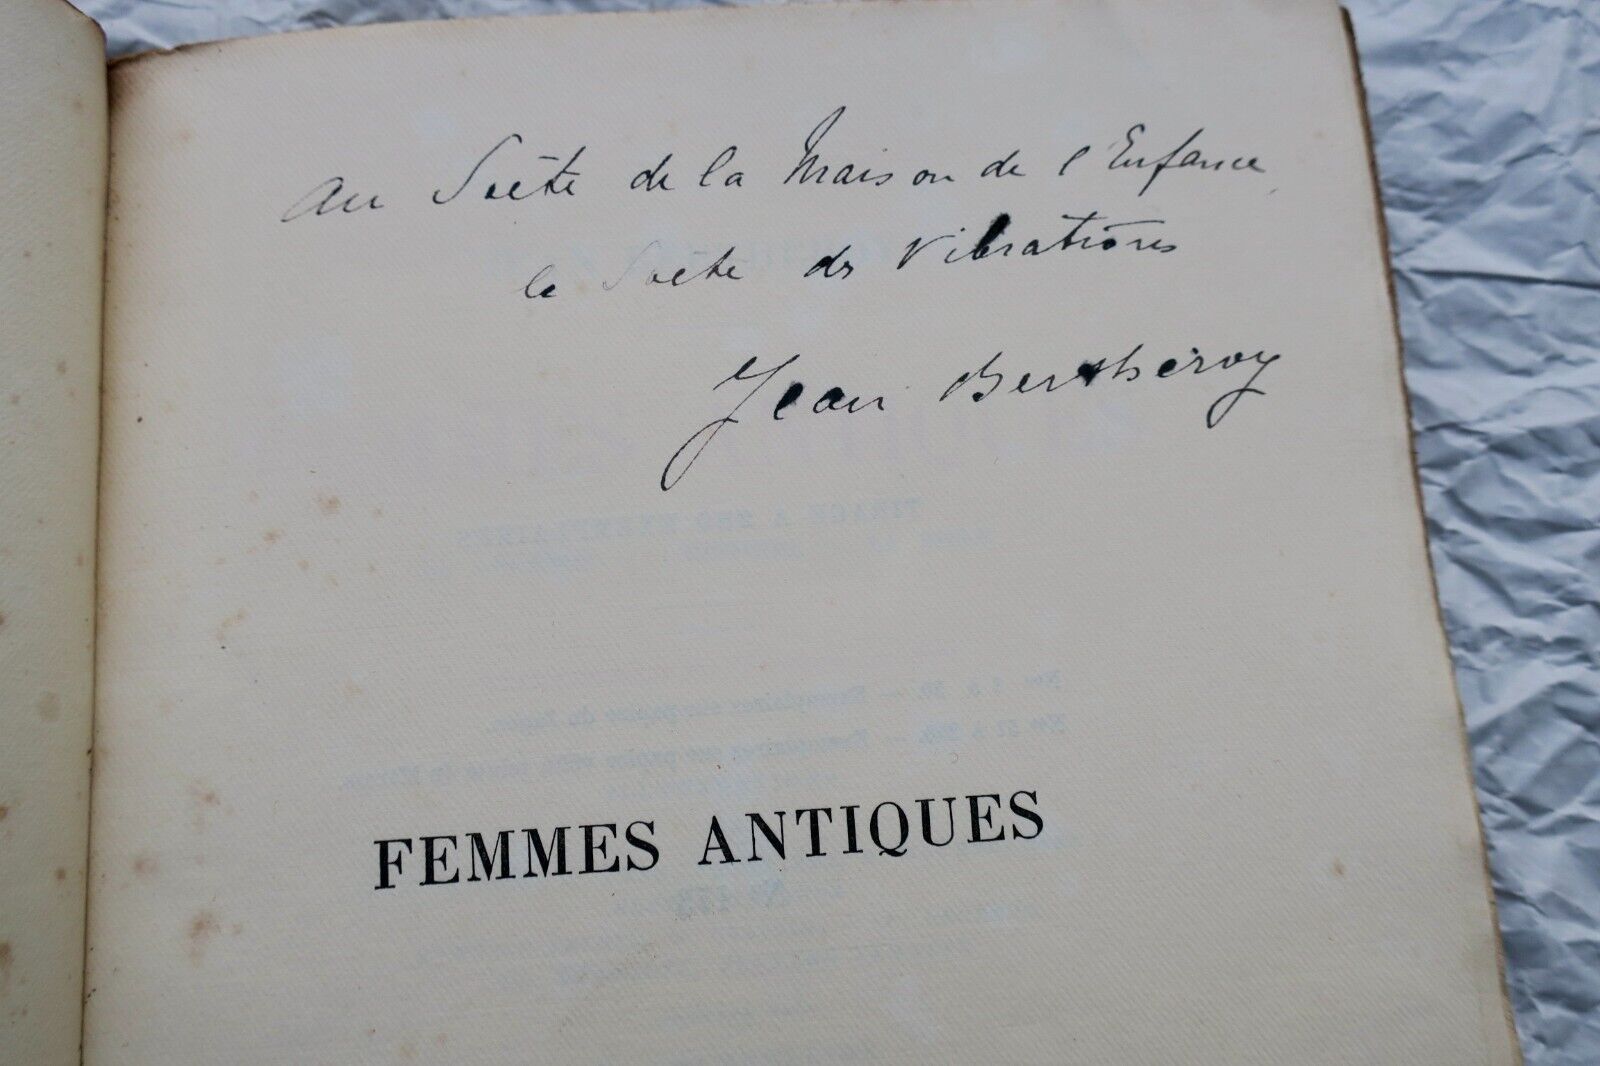 Au Poète de la Maison de l'Enfance,
le Poète des Vibrations
Jean Bertheroy
FEMMES ANTIQUES